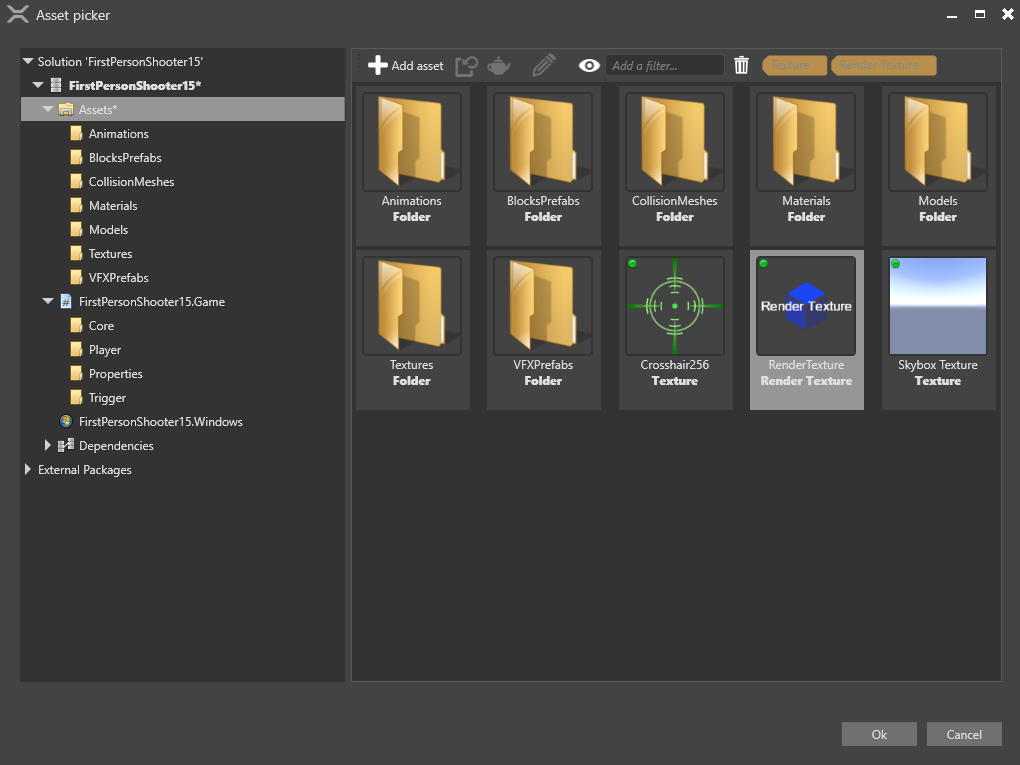 Asset picker
Solution 'FirstPersonShooter15'
FirstPersonShooter15*
Assets*
Animations
BlocksPrefabs
CollisionMeshes
Materials
Models
Textures
VFXPrefabs
FirstPersonShooter15.Game
Core
Player
Properties
Trigger
FirstPersonShooter15.Windows
Dependencies
External Packages
Add asset
Add a filter...
Texture
Render Texture
Animations
Folder
BlocksPrefabs
Folder
CollisionMeshes
Folder
Materials
Folder
Models
Folder
Textures
Folder
VFXPrefabs
Folder
Crosshair256
Texture
Render Texture
RenderTexture
Render Texture
Skybox Texture
Texture
Ok
Cancel